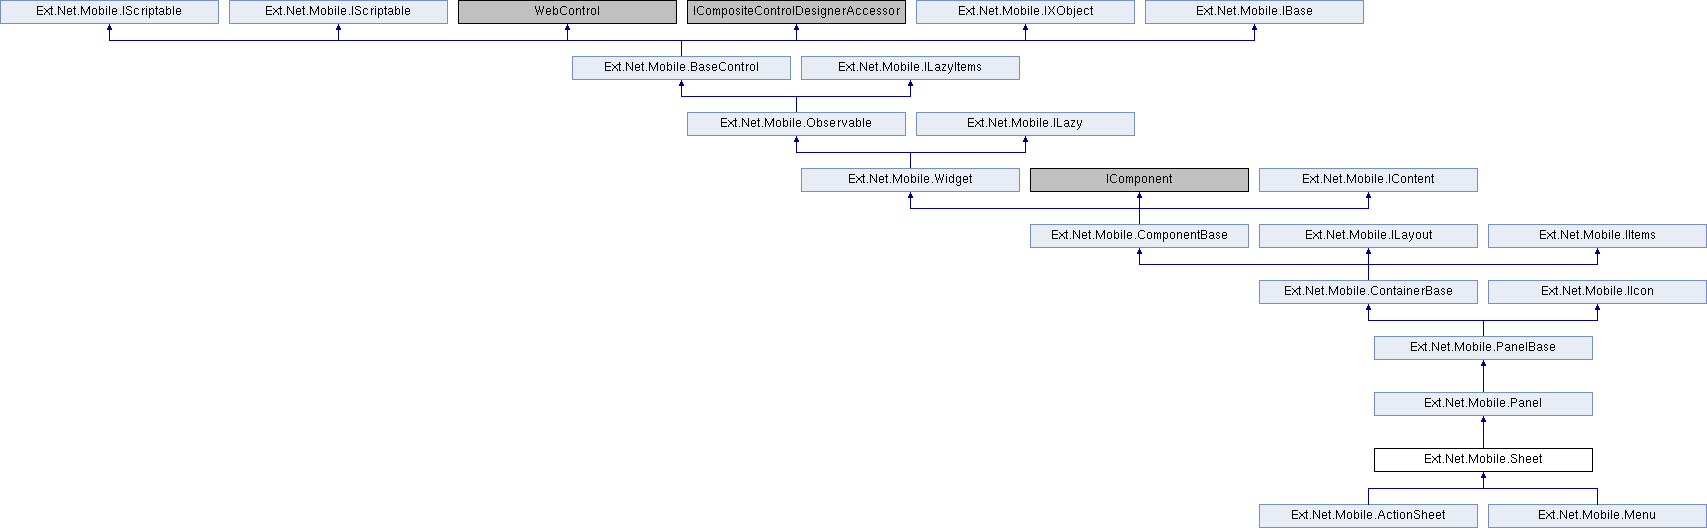 Ext.Net.Mobile.IScriptable
Ext.Net.Mobile.IScriptable
WebControl
ICompositeControlDesignerAccessor
Ext.Net.Mobile.IXObject
Ext.Net.Mobile.IBase
Ext.Net.Mobile.BaseControl
Ext.Net.Mobile.ILazyItems
Ext.Net.Mobile.Observable
Ext.Net.Mobile.ILazy
Ext.Net.Mobile.Widget
IComponent
Ext.Net.Mobile.IContent
Ext.Net.Mobile.ComponentBase
Ext.Net.Mobile.ILayout
Ext.Net.Mobile.IItems
Ext.Net.Mobile.ContainerBase
Ext.Net.Mobile.IIcon
Ext.Net.Mobile.PanelBase
Ext.Net.Mobile.Panel
Ext.Net.Mobile.Sheet
Ext.Net.Mobile.ActionSheet
Ext.Net.Mobile.Menu